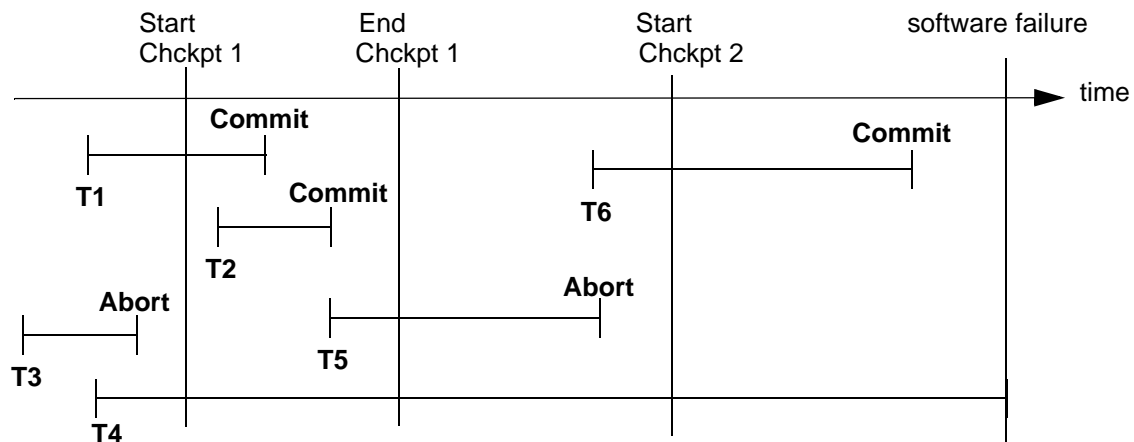 Start
Chckpt 1
End
Chckpt 1
Start
Chckpt 2
software failure
time
Commit
T1
Commit
T2
Commit
T6
Abort
T3
Abort
T5
T4